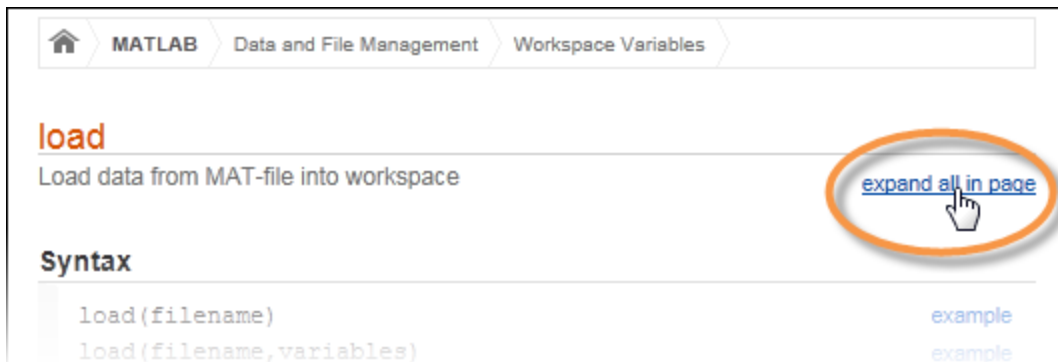 MATLAB Data and File Management Workspace Variables
load
Load data from MAT-file into workspace
expand all in page
Syntax
load(filename) example
load(filename,variables) example